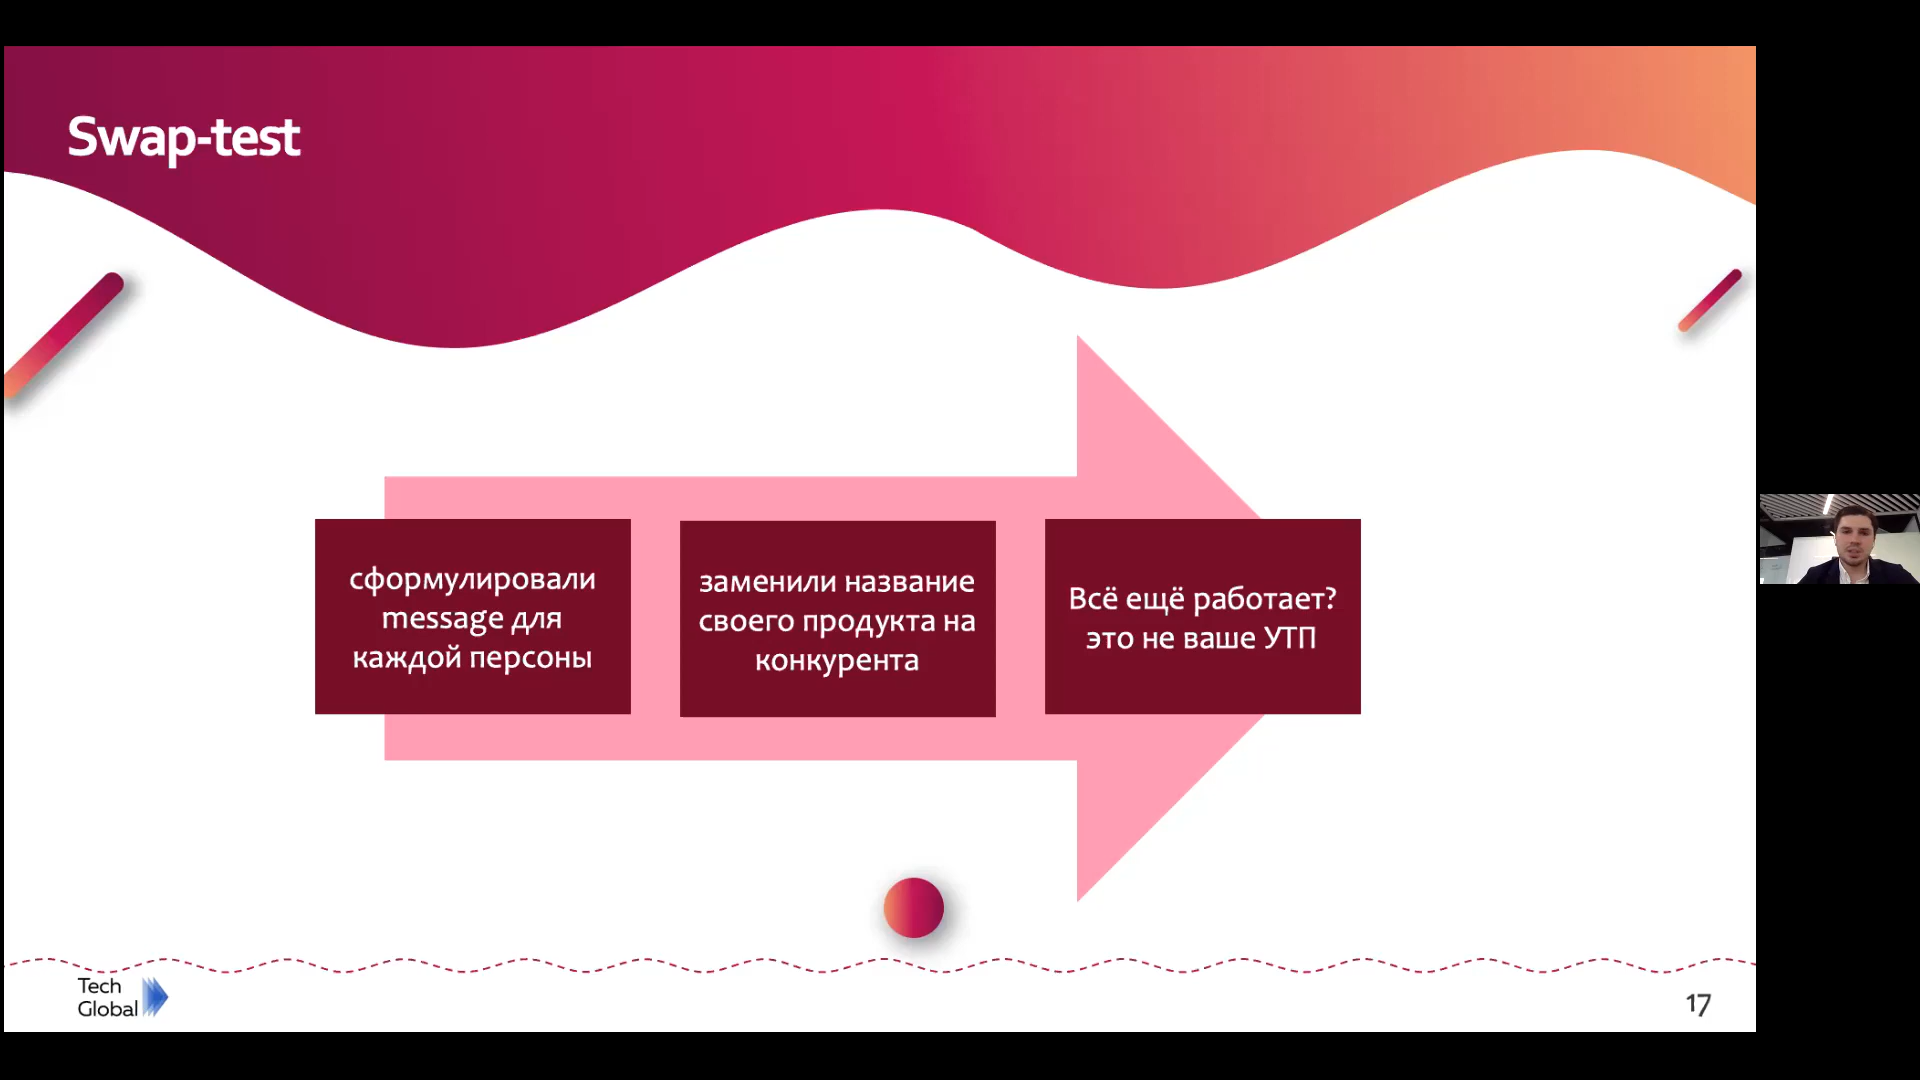 Swap-test
сформулировали
message для
каждой персоны
заменили название
своего продукта на
конкурента
Всё ещё работает?
это не ваше УТП
Tech
Global
17